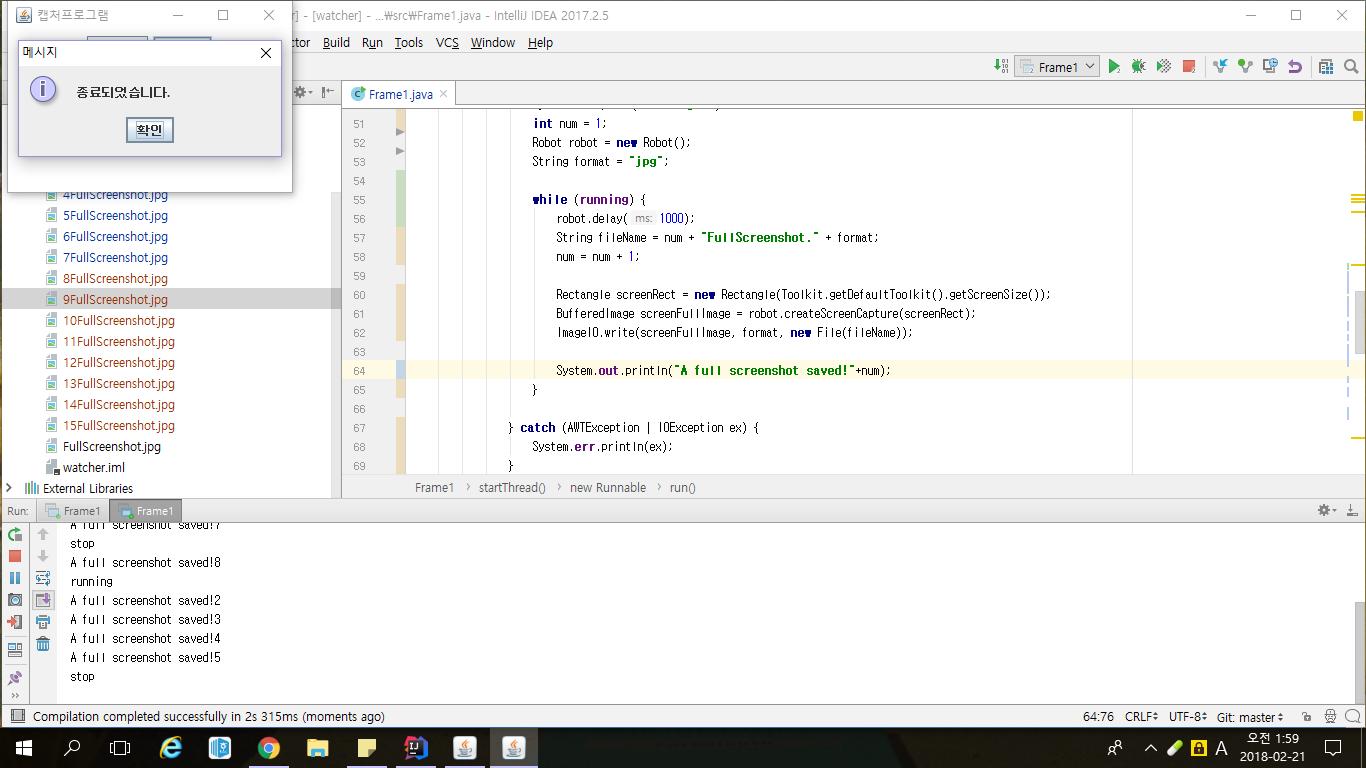 캡처프로그램
] - [watcher] - ...₩src₩Frame1.java - IntelliJ IDEA 2017.2.5
Build Run Tools VCS Window Help
메시지
종료되었습니다.
확인
Frame1
Frame1.java
51 int num = 1;
52 Robot robot = new Robot();
53 String format = "jpg";
54
55 while (running) {
56 robot.delay( ms: 1000);
57 String fileName = num + "FullScreenshot." + format;
58 num = num + 1;
59
60 Rectangle screenRect = new Rectangle(Toolkit.getDefaultToolkit().getScreenSize());
61 BufferedImage screenFullImage = robot.createScreenCapture(screenRect);
62 ImageIO.write(screenFullImage, format, new File(fileName));
63
64 System.out.println("A full screenshot saved!"+num);
65 }
66
67 } catch (AWTException | IOException ex) {
68 System.err.println(ex);
69 }
Frame1 startThread() new Runnable run()
4FullScreenshot.jpg
5FullScreenshot.jpg
6FullScreenshot.jpg
7FullScreenshot.jpg
8FullScreenshot.jpg
9FullScreenshot.jpg
10FullScreenshot.jpg
11FullScreenshot.jpg
12FullScreenshot.jpg
13FullScreenshot.jpg
14FullScreenshot.jpg
15FullScreenshot.jpg
FullScreenshot.jpg
watcher.iml
External Libraries
Run: Frame1 Frame1
A full screenshot saved!7
stop
A full screenshot saved!8
running
A full screenshot saved!2
A full screenshot saved!3
A full screenshot saved!4
A full screenshot saved!5
stop
Compilation completed successfully in 2s 315ms (moments ago)
64:76 CRLF UTF-8 Git: master
A
오전 1:59
2018-02-21